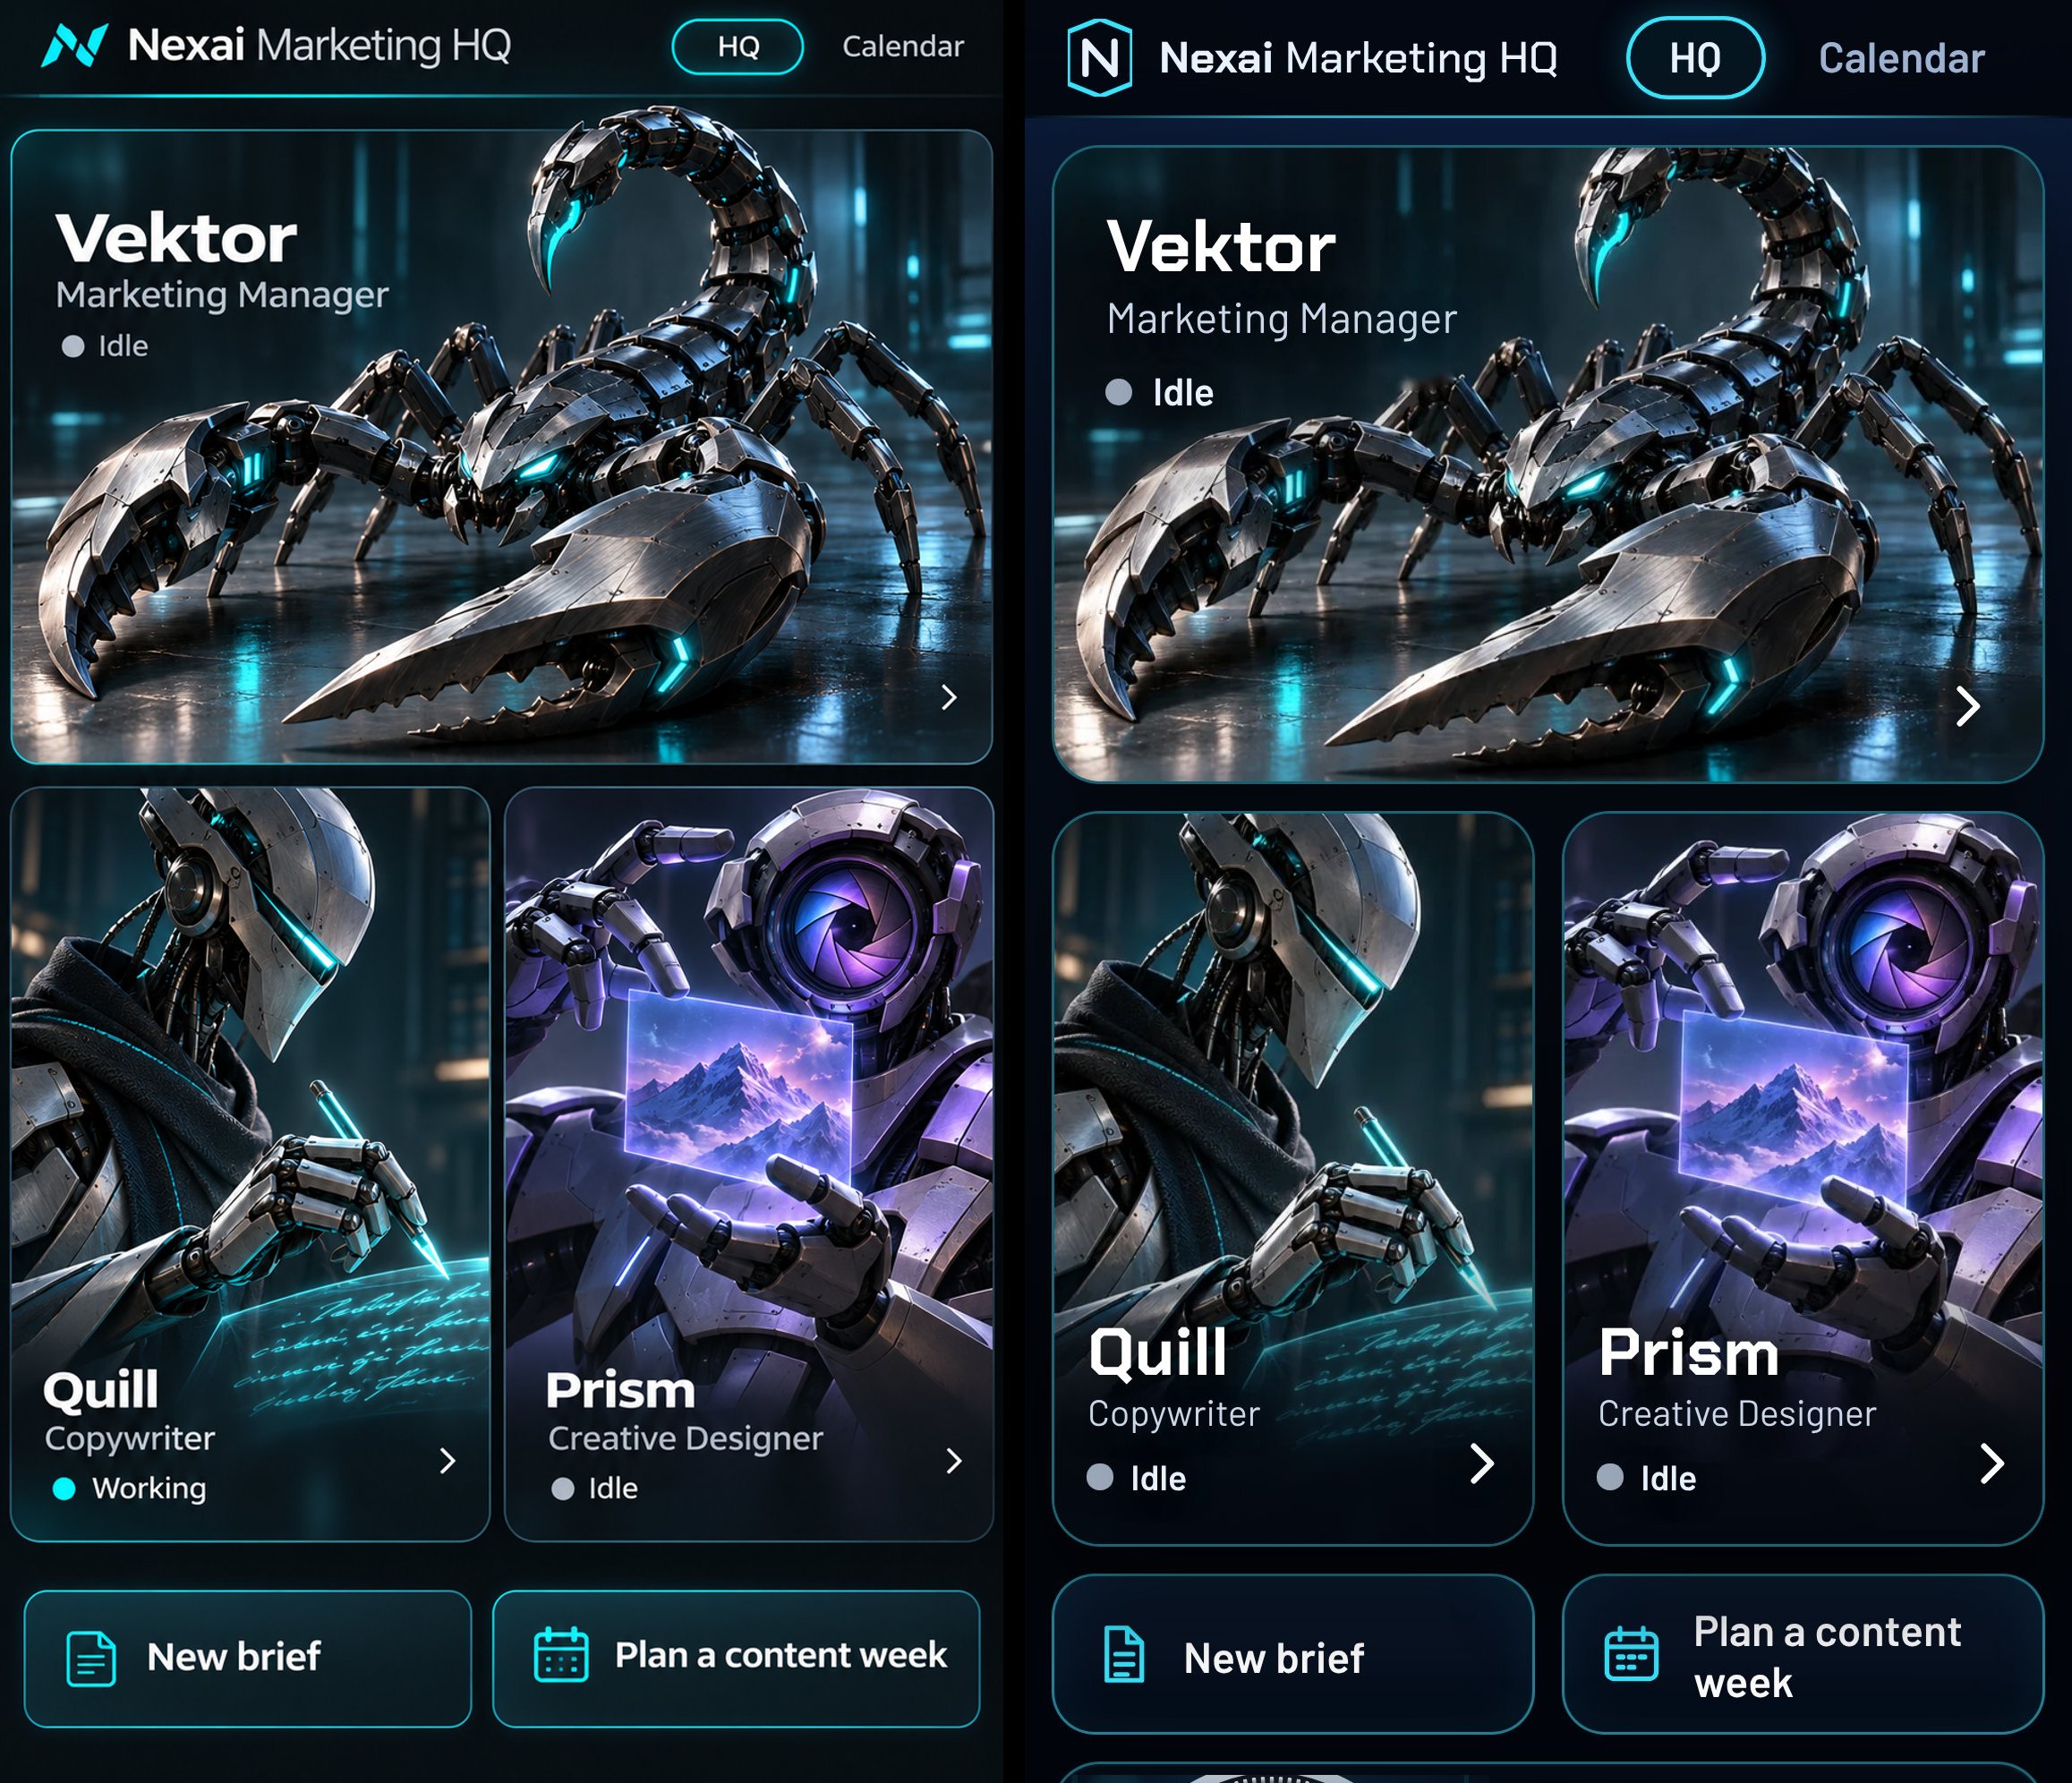 Nexai Marketing HQ
HQ
Calendar
Vektor
Marketing Manager
Idle
Quill
Copywriter
Working
Prism
Creative Designer
Idle
New brief
Plan a content week
N
Nexai Marketing HQ
HQ
Calendar
Vektor
Marketing Manager
Idle
Quill
Copywriter
Idle
Prism
Creative Designer
Idle
New brief
Plan a content
week